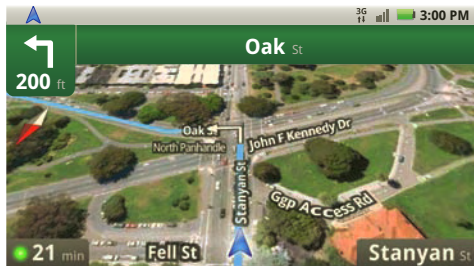 3G
3:00 PM
Oak St
200 ft
Oak St
North Panhandle
John F Kennedy Dr
Stanyan St
Ggp Access Rd
21 min
Fell St
Stanyan St